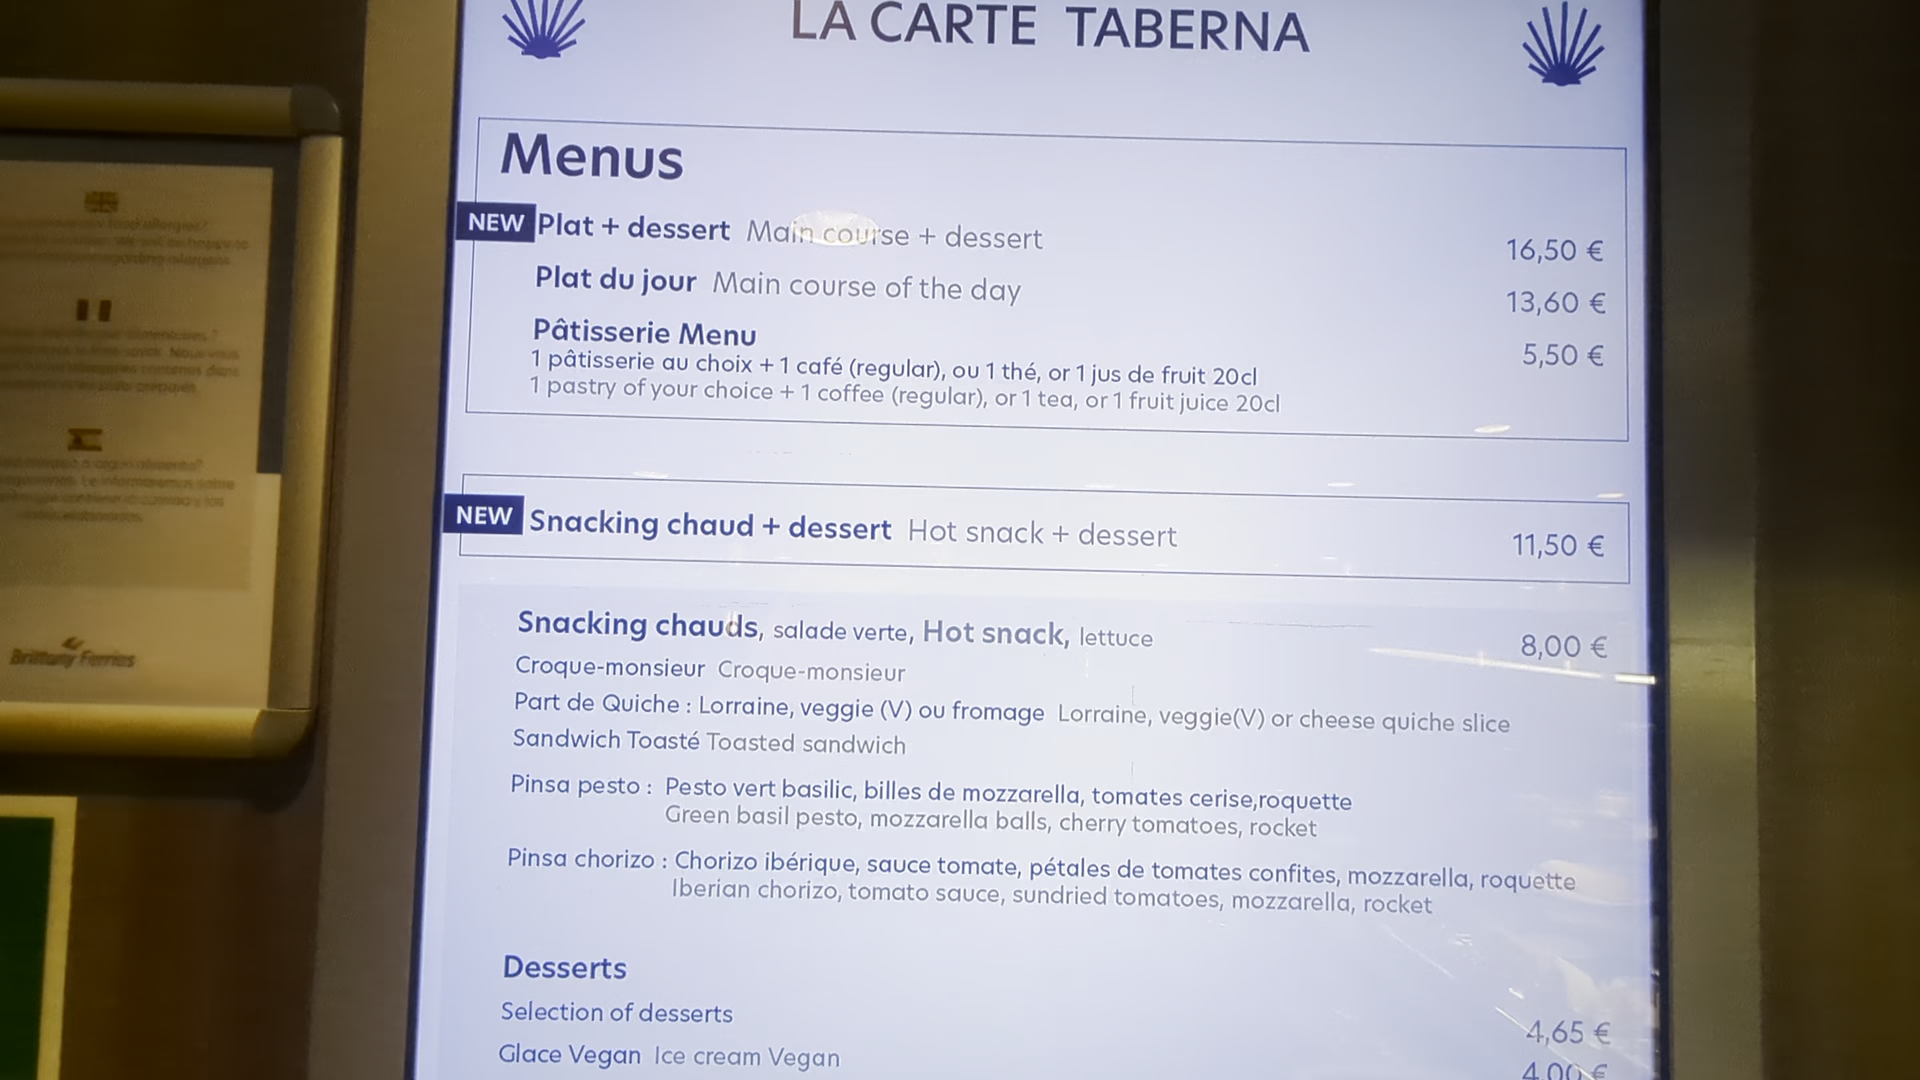 LA CARTE TABERNA
Menus
NEW Plat + dessert Main course + dessert 16,50 €
Plat du jour Main course of the day 13,60 €
Pâtisserie Menu 5,50 €
1 pâtisserie au choix + 1 café (regular), ou 1 thé, or 1 jus de fruit 20cl
1 pastry of your choice + 1 coffee (regular), or 1 tea, or 1 fruit juice 20cl
NEW Snacking chaud + dessert Hot snack + dessert 11,50 €
Snacking chauds, salade verte, Hot snack, lettuce 8,00 €
Croque-monsieur Croque-monsieur
Part de Quiche : Lorraine, veggie (V) ou fromage Lorraine, veggie(V) or cheese quiche slice
Sandwich Toasté Toasted sandwich
Pinsa pesto : Pesto vert basilic, billes de mozzarella, tomates cerise,roquette
Green basil pesto, mozzarella balls, cherry tomatoes, rocket
Pinsa chorizo : Chorizo ibérique, sauce tomate, pétales de tomates confites, mozzarella, roquette
Iberian chorizo, tomato sauce, sundried tomatoes, mozzarella, rocket
Desserts
Selection of desserts 4,65 €
Glace Vegan Ice cream Vegan 4,00 €
Brittany Ferries